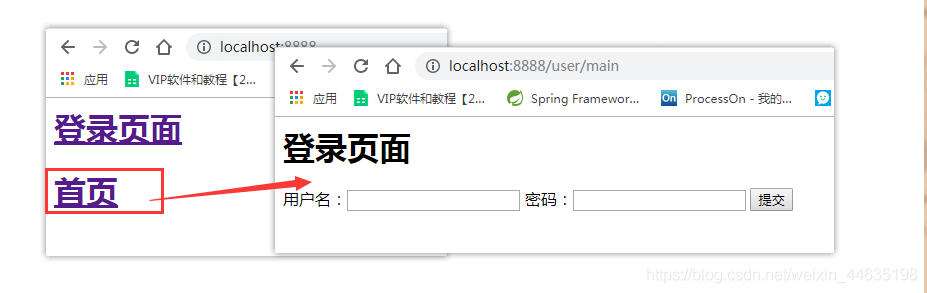 localhost:8888
应用 VIP软件和教程【2...
登录页面
首页
localhost:8888/user/main
应用 VIP软件和教程【2... Spring Framewor... On ProcessOn - 我的...
登录页面
用户名： 密码： 提交
https://blog.csdn.net/weixin_44635198